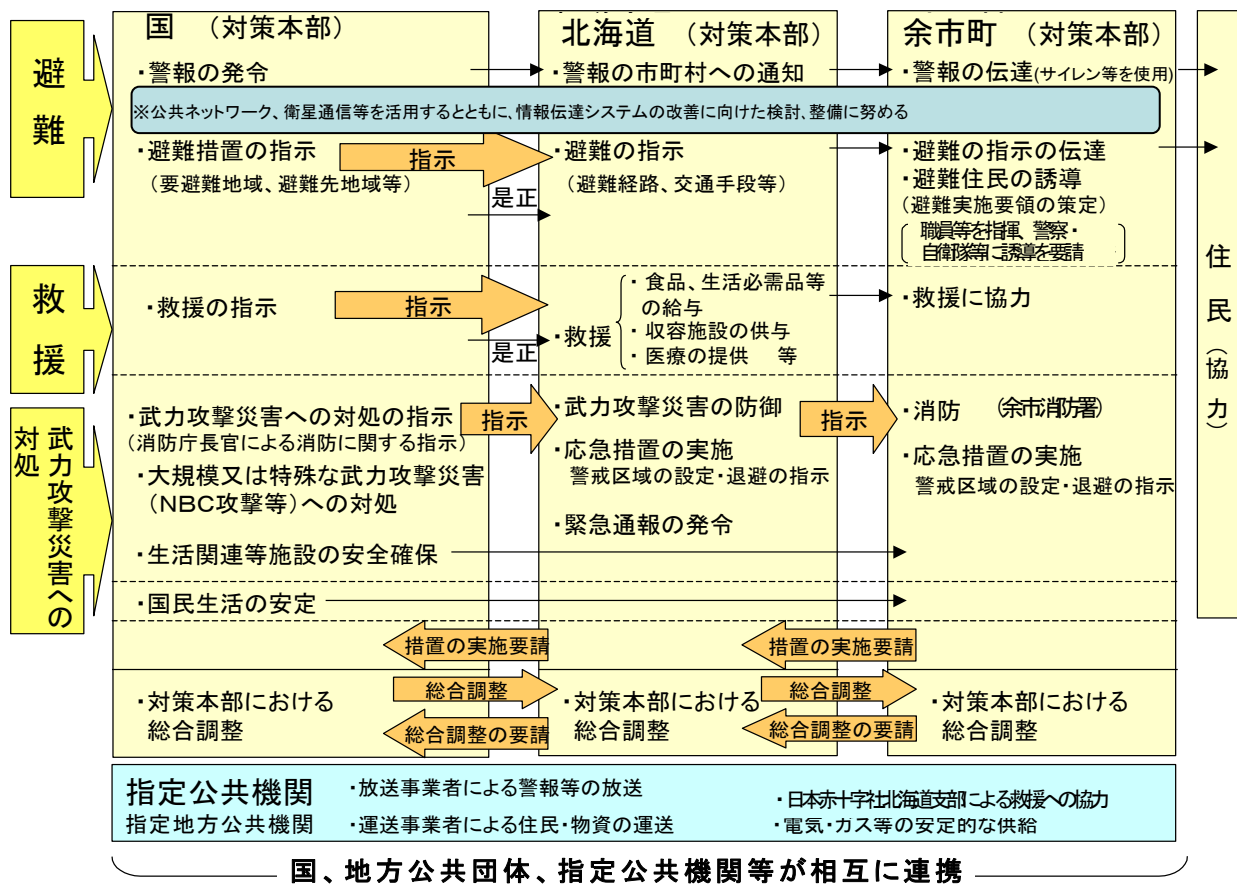 避難
救援
武力攻撃災害への
対処
国 (対策本部)
北海道 (対策本部)
余市町 (対策本部)
・警報の発令
・警報の市町村への通知
・警報の伝達(サイレン等を使用)
※公共ネットワーク、衛星通信等を活用するとともに、情報伝達システムの改善に向けた検討、整備に努める
・避難措置の指示
(要避難地域、避難先地域等)
指示
是正
・避難の指示
(避難経路、交通手段等)
・避難の指示の伝達
・避難住民の誘導
(避難実施要領の策定)
職員等を指揮、警察・
自衛隊等に誘導を要請
・救援の指示
指示
是正
・救援
・食品、生活必需品等
の給与
・収容施設の供与
・医療の提供 等
・救援に協力
・武力攻撃災害への対処の指示
(消防庁長官による消防に関する指示)
指示
・武力攻撃災害の防御
指示
・消防 (余市消防署)
・大規模又は特殊な武力攻撃災害
(NBC攻撃等)への対処
・応急措置の実施
警戒区域の設定・退避の指示
・応急措置の実施
警戒区域の設定・退避の指示
・緊急通報の発令
・生活関連等施設の安全確保
・国民生活の安定
措置の実施要請
措置の実施要請
・対策本部における
総合調整
総合調整
総合調整の要請
・対策本部における
総合調整
総合調整
総合調整の要請
・対策本部における
総合調整
住民(協力)
指定公共機関
指定地方公共機関
・放送事業者による警報等の放送
・運送事業者による住民・物資の運送
・日本赤十字社北海道支部による救援への協力
・電気・ガス等の安定的な供給
国、地方公共団体、指定公共機関等が相互に連携